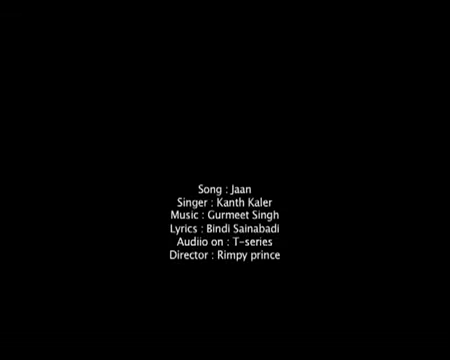 Song : Jaan
Singer : Kanth Kaler
Music : Gurmeet Singh
Lyrics : Bindi Sainabadi
Audiio on : T-series
Director : Rimpy prince